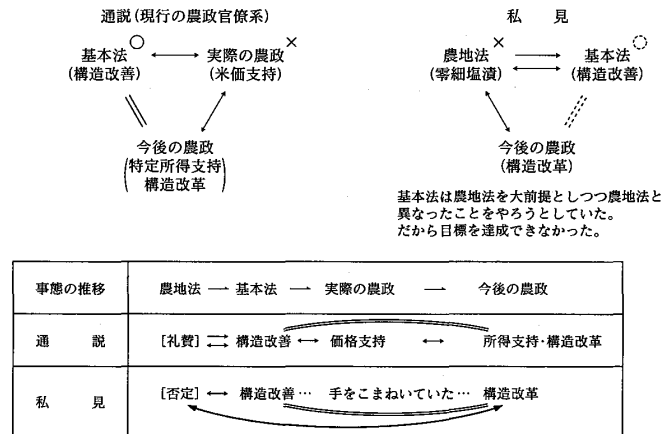 通説(現行の農政官僚系)
基本法○
(構造改善)
実際の農政×
(米価支持)
今後の農政
(特定所得支持
構造改革)
私　見
農地法×
(零細塩漬)
基本法
(構造改善)
今後の農政
(構造改革)
基本法は農地法を大前提としつつ農地法と
異なったことをやろうとしていた。
だから目標を達成できなかった。
事態の推移　農地法 → 基本法 → 実際の農政 → 今後の農政
通　説　[礼賛] ⇄ 構造改善 ↔ 価格支持 ↔ 所得支持・構造改革
私　見　[否定] ↔ 構造改善… 手をこまねいていた… 構造改革